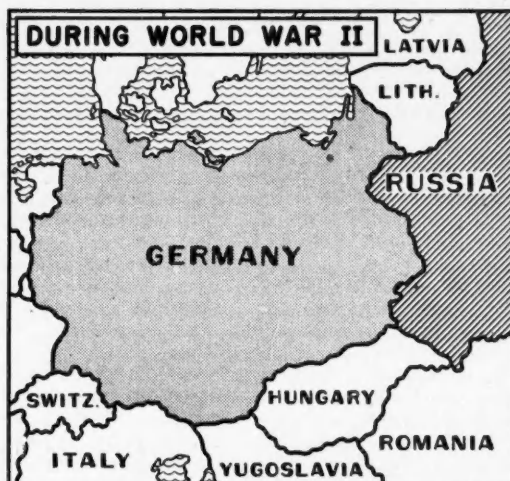 DURING WORLD WAR II
LATVIA
LITH.
RUSSIA
GERMANY
SWITZ.
HUNGARY
ROMANIA
ITALY
YUGOSLAVIA